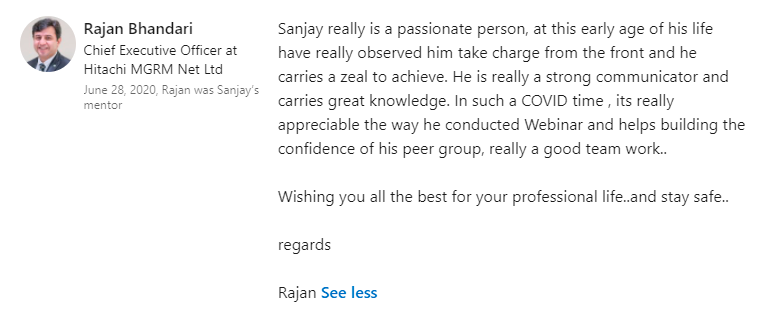 Rajan Bhandari
Chief Executive Officer at
Hitachi MGRM Net Ltd
June 28, 2020, Rajan was Sanjay's
mentor
Sanjay really is a passionate person, at this early age of his life
have really observed him take charge from the front and he
carries a zeal to achieve. He is really a strong communicator and
carries great knowledge. In such a COVID time , its really
appreciable the way he conducted Webinar and helps building the
confidence of his peer group, really a good team work..
Wishing you all the best for your professional life..and stay safe..
regards
Rajan See less